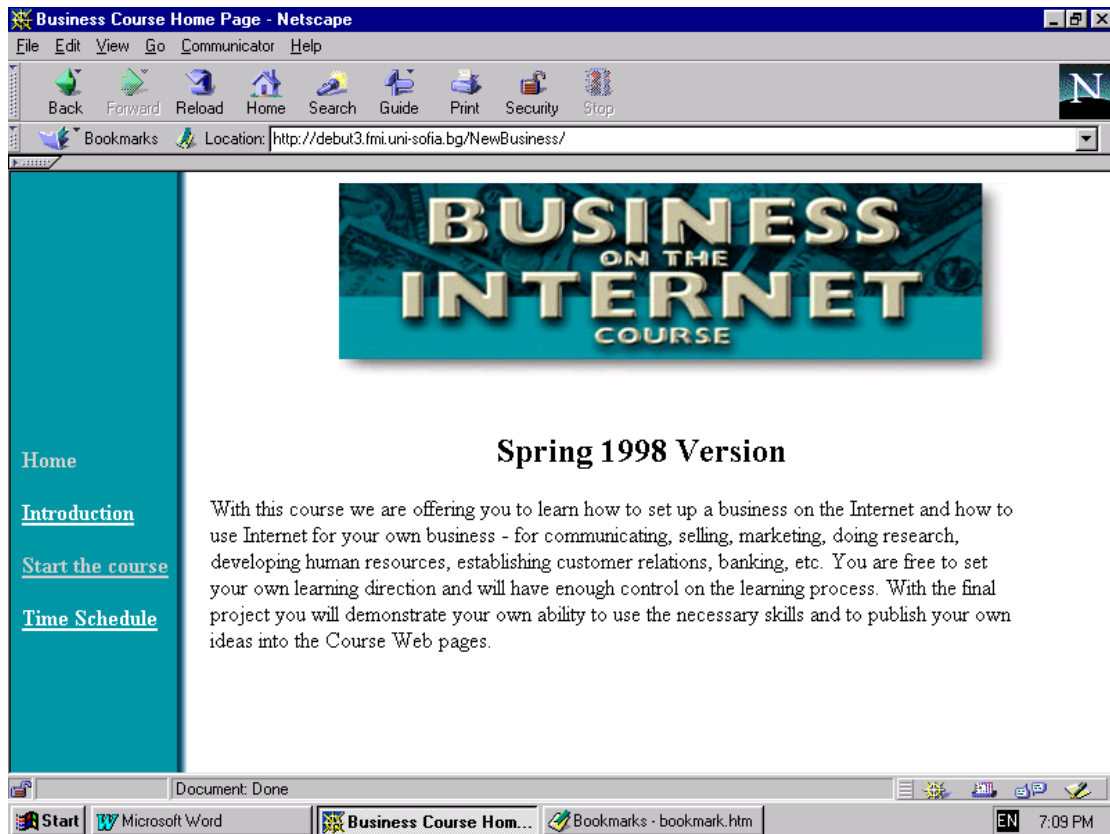 Business Course Home Page - Netscape
File Edit View Go Communicator Help
Back Forward Reload Home Search Guide Print Security Stop
N
Bookmarks Location: http://debut3.fmi.uni-sofia.bg/NewBusiness/
BUSINESS
ON THE
INTERNET
COURSE
Spring 1998 Version
Home
Introduction
Start the course
Time Schedule
With this course we are offering you to learn how to set up a business on the Internet and how to
use Internet for your own business - for communicating, selling, marketing, doing research,
developing human resources, establishing customer relations, banking, etc. You are free to set
your own learning direction and will have enough control on the learning process. With the final
project you will demonstrate your own ability to use the necessary skills and to publish your own
ideas into the Course Web pages.
Document: Done
Start Microsoft Word Business Course Hom... Bookmarks - bookmark.htm EN 7:09 PM